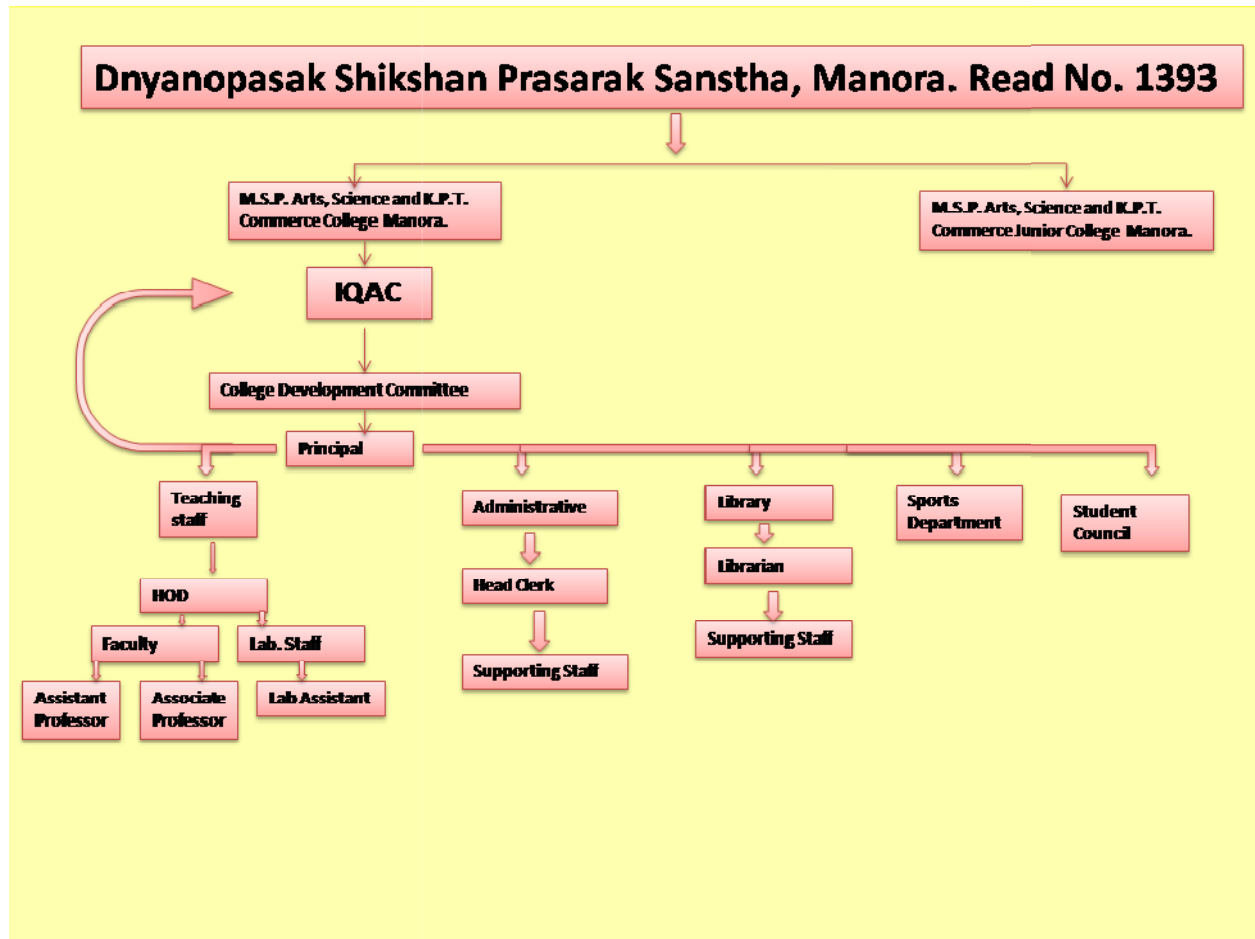 Dnyanopasak Shikshan Prasarak Sanstha, Manora. Read No. 1393
M.S.P. Arts, Science and K.P.T.
Commerce College Manora.
M.S.P. Arts, Science and K.P.T.
Commerce Junior College Manora.
IQAC
College Development Committee
Principal
Teaching
staff
Administrative
Library
Sports
Department
Student
Council
HOD
Head Clerk
Librarian
Faculty
Lab. Staff
Supporting Staff
Supporting Staff
Assistant
Professor
Associate
Professor
Lab Assistant